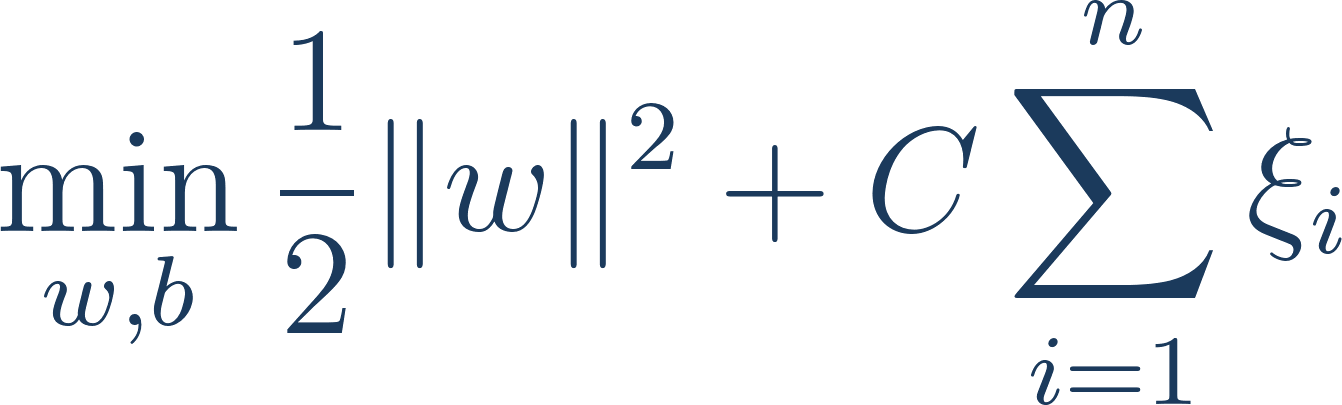 \min_{w,b} \frac{1}{2} \|w\|^2 + C \sum_{i=1}^{n} \xi_i